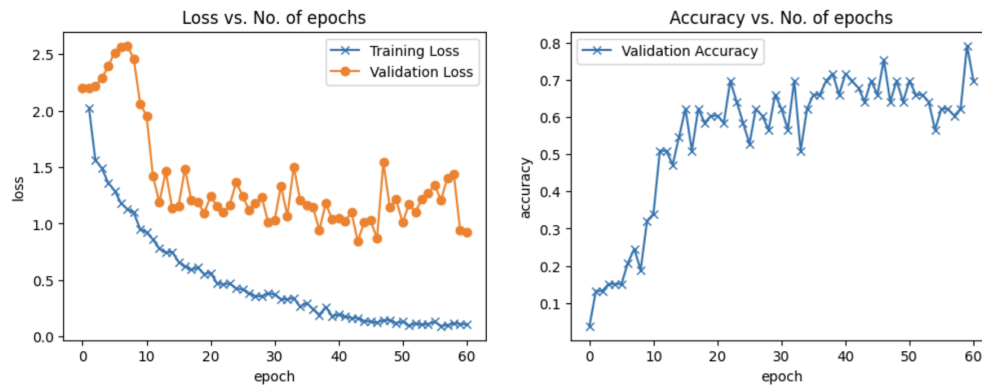 Loss vs. No. of epochs
Training Loss
Validation Loss
2.5
2.0
1.5
1.0
0.5
0.0
loss
0 10 20 30 40 50 60
epoch
Accuracy vs. No. of epochs
Validation Accuracy
0.8
0.7
0.6
0.5
0.4
0.3
0.2
0.1
accuracy
0 10 20 30 40 50 60
epoch